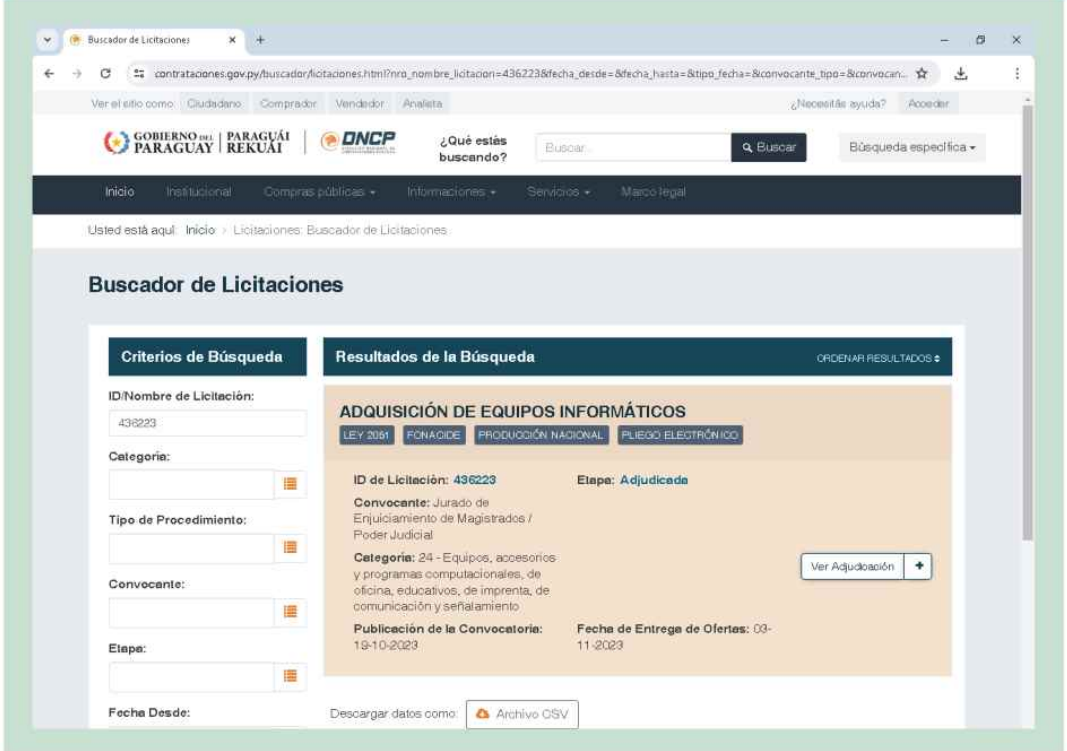 Buscador de Licitaciones
contrataciones.gov.py/buscador/licitaciones.html?nro_nombre_licitacion=436223&fecha_desde=&fecha_hasta=&tipo_fecha=&convocante_tipo=&convocan...
Ver el sitio como: Ciudadano Comprador Vendedor Analista ¿Necesitás ayuda? Acceder
GOBIERNO DEL PARAGUAY | PARAGUÁI REKUÁI
DNCP
¿Qué estás buscando?
Buscar...
Buscar
Búsqueda específica
Inicio Institucional Compras públicas Informaciones Servicios Marco legal
Usted está aquí: Inicio > Licitaciones: Buscador de Licitaciones
Buscador de Licitaciones
Criterios de Búsqueda
ID/Nombre de Licitación:
436223
Categoría:
Tipo de Procedimiento:
Convocante:
Etapa:
Fecha Desde:
Resultados de la Búsqueda ORDENAR RESULTADOS
ADQUISICIÓN DE EQUIPOS INFORMÁTICOS
LEY 2051 FONACIDE PRODUCCIÓN NACIONAL PLIEGO ELECTRÓNICO
ID de Licitación: 436223 Etapa: Adjudicada
Convocante: Jurado de
Enjuiciamiento de Magistrados /
Poder Judicial
Categoría: 24 - Equipos, accesorios
y programas computacionales, de
oficina, educativos, de imprenta, de
comunicación y señalamiento
Ver Adjudicación +
Publicación de la Convocatoria:
19-10-2023
Fecha de Entrega de Ofertas: 03-
11-2023
Descargar datos como: Archivo CSV